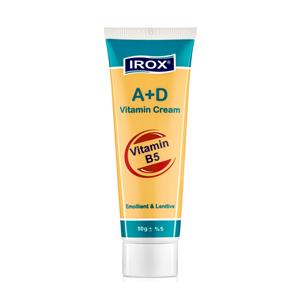 IROX®
A+D
Vitamin Cream
Vitamin
B5
Emollient & Lenitive
50g ± %5